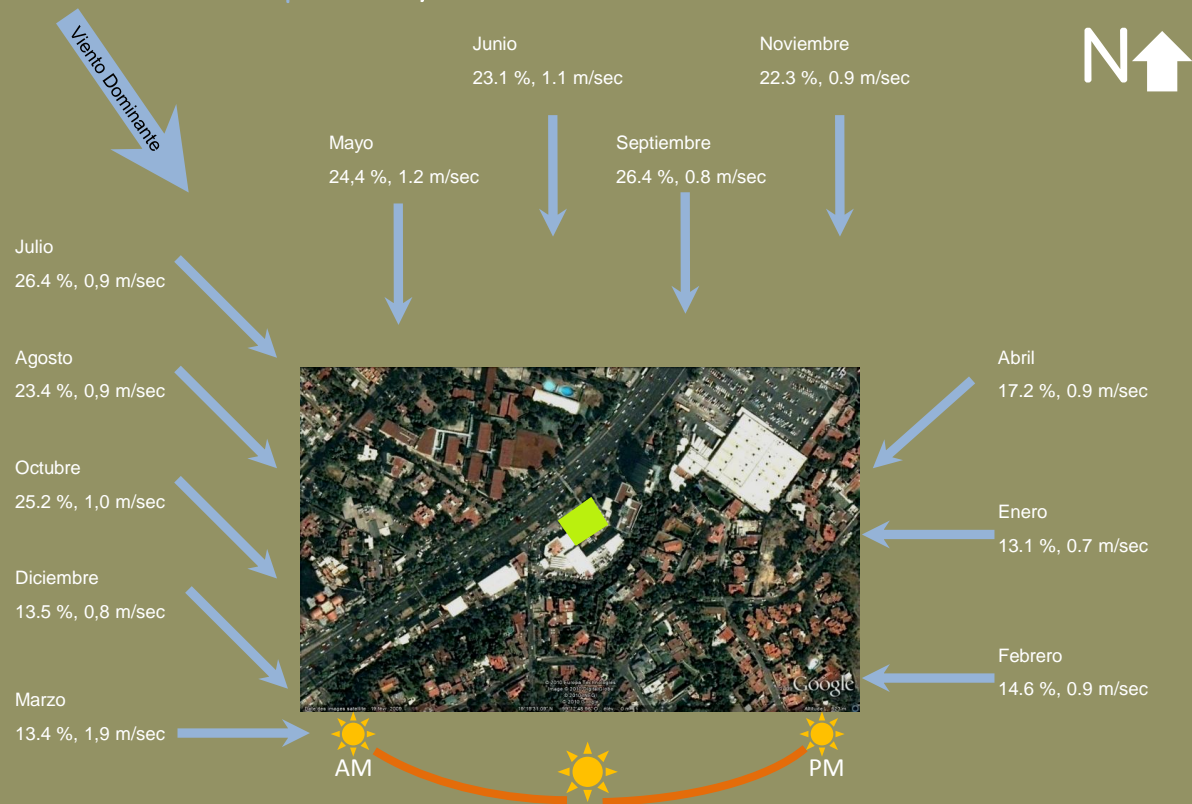 Viento Dominante
Junio
23.1 %, 1.1 m/sec
Noviembre
22.3 %, 0.9 m/sec
N
Mayo
24,4 %, 1.2 m/sec
Septiembre
26.4 %, 0.8 m/sec
Julio
26.4 %, 0,9 m/sec
Agosto
23.4 %, 0,9 m/sec
Octubre
25.2 %, 1,0 m/sec
Diciembre
13.5 %, 0,8 m/sec
Marzo
13.4 %, 1,9 m/sec
Abril
17.2 %, 0.9 m/sec
Enero
13.1 %, 0.7 m/sec
Febrero
14.6 %, 0.9 m/sec
Google
AM
PM